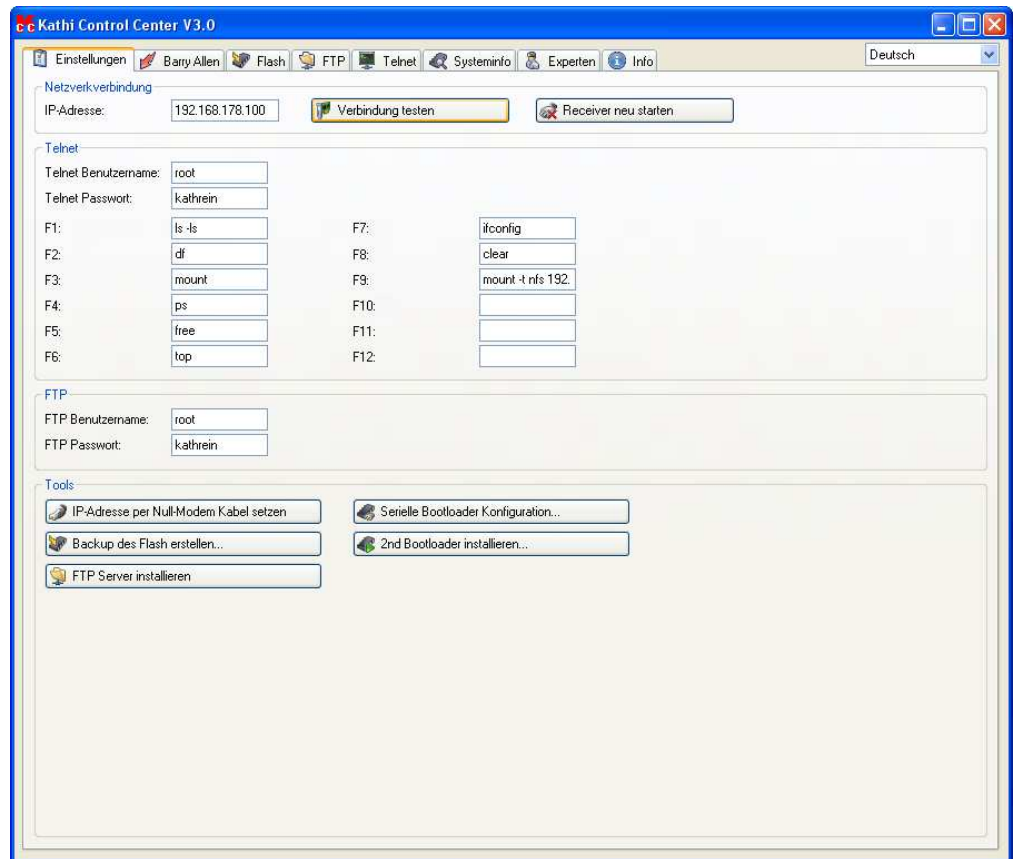 Kathi Control Center V3.0
Einstellungen Barry Allen Flash FTP Telnet Systeminfo Experten Info Deutsch
Netzwerkverbindung
IP-Adresse: 192.168.178.100 Verbindung testen Receiver neu starten
Telnet
Telnet Benutzername: root
Telnet Passwort: kathrein
F1: ls -ls F7: ifconfig
F2: df F8: clear
F3: mount F9: mount -t nfs 192.
F4: ps F10:
F5: free F11:
F6: top F12:
FTP
FTP Benutzername: root
FTP Passwort: kathrein
Tools
IP-Adresse per Null-Modem Kabel setzen Serielle Bootloader Konfiguration...
Backup des Flash erstellen... 2nd Bootloader installieren...
FTP Server installieren